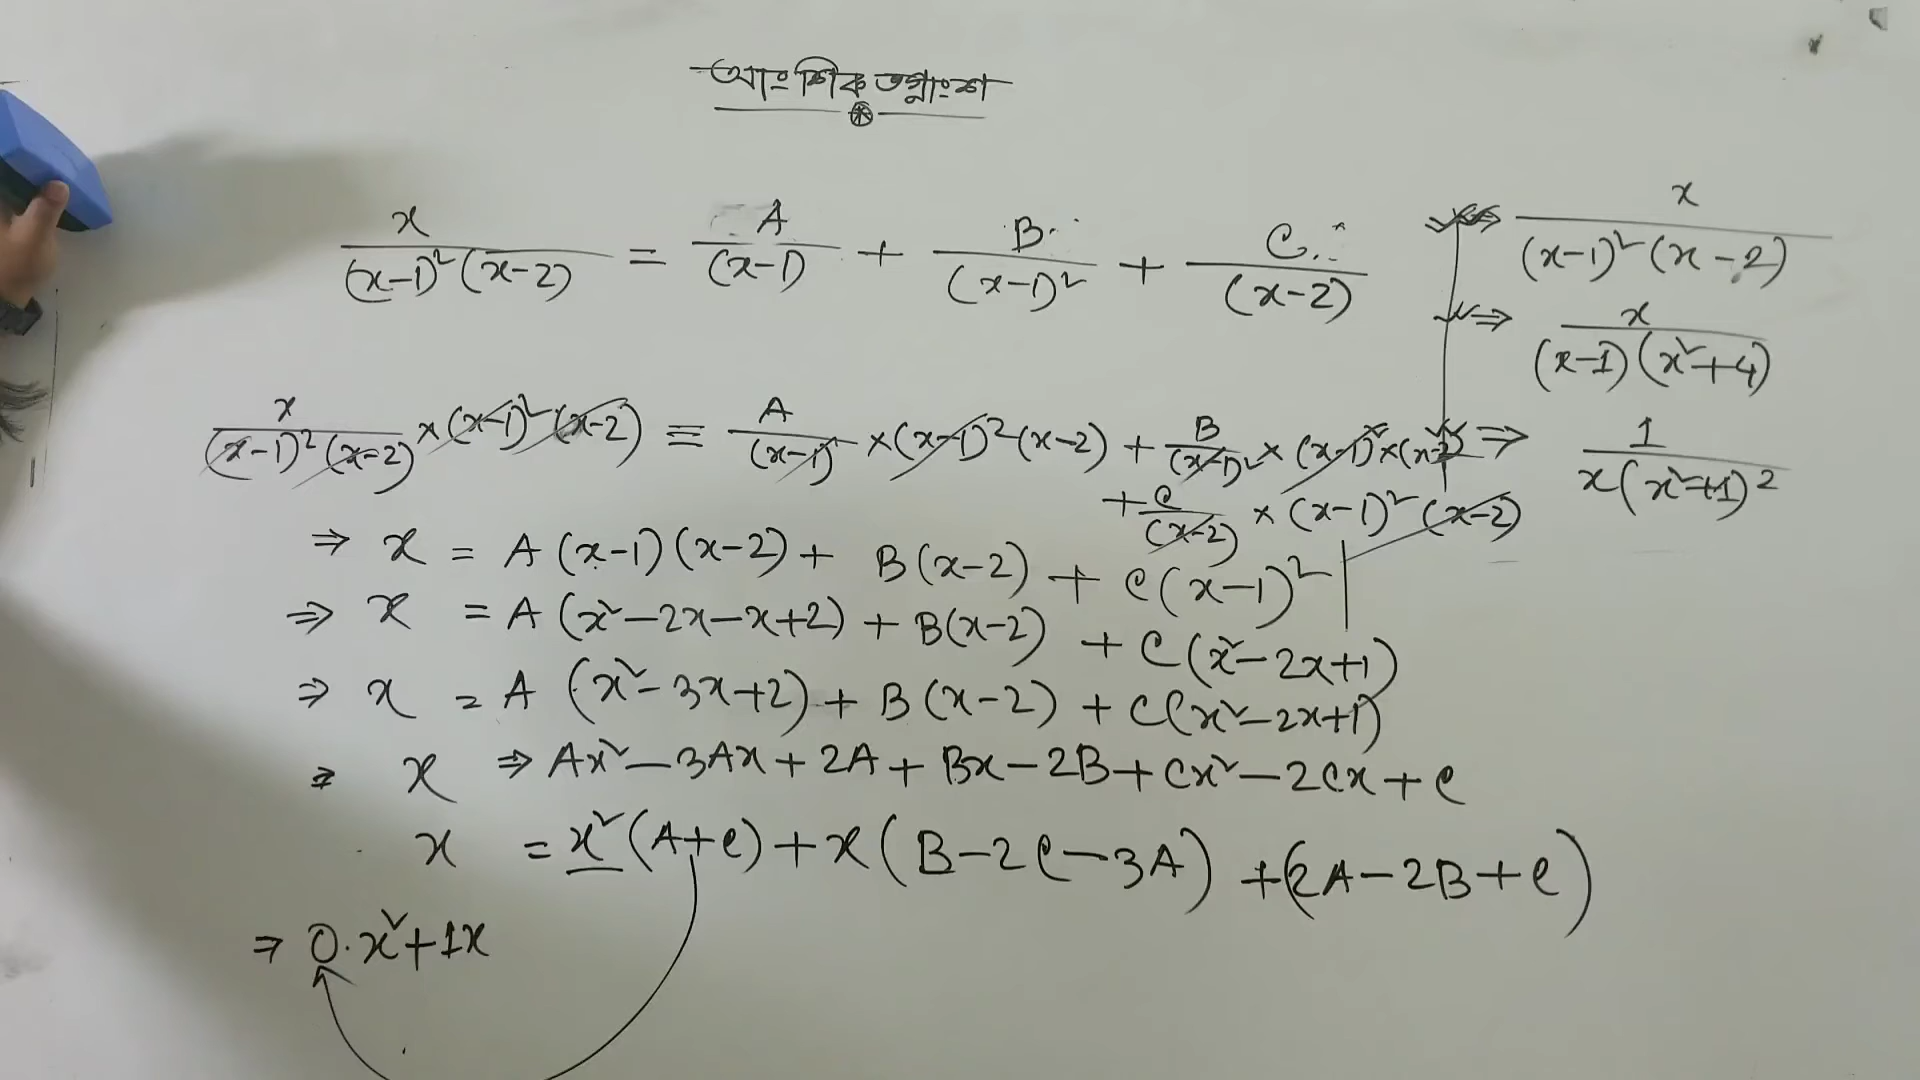 আংশিক ভগ্নাংশ
x/((x-1)²(x-2)) = A/(x-1) + B/(x-1)² + C/(x-2)
⇒ x/((x-1)²(x-2))
⇒ x/((x-1)(x²+4))
⇒ 1/(x(x²+1)²)
x/((x-1)²(x-2)) × (x-1)²(x-2) ≡ A/(x-1) × (x-1)²(x-2) + B/(x-1)² × (x-1)² × (x-2)
+ C/(x-2) × (x-1)²(x-2)
⇒ x = A(x-1)(x-2) + B(x-2) + C(x-1)²
⇒ x = A(x²-2x-x+2) + B(x-2) + C(x²-2x+1)
⇒ x = A(x²-3x+2) + B(x-2) + C(x²-2x+1)
⇒ x ⇒ Ax²-3Ax+2A+Bx-2B+Cx²-2Cx+C
x = x²(A+C)+x(B-2C-3A)+(2A-2B+C)
⇒ 0·x²+1x